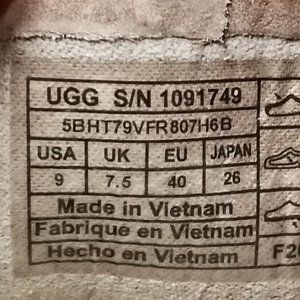 UGG S/N 1091749
5BHT79VFR807H6B
USA UK EU JAPAN
9 7.5 40 26
Made in Vietnam
Fabrique en Vietnam
Hecho en Vietnam